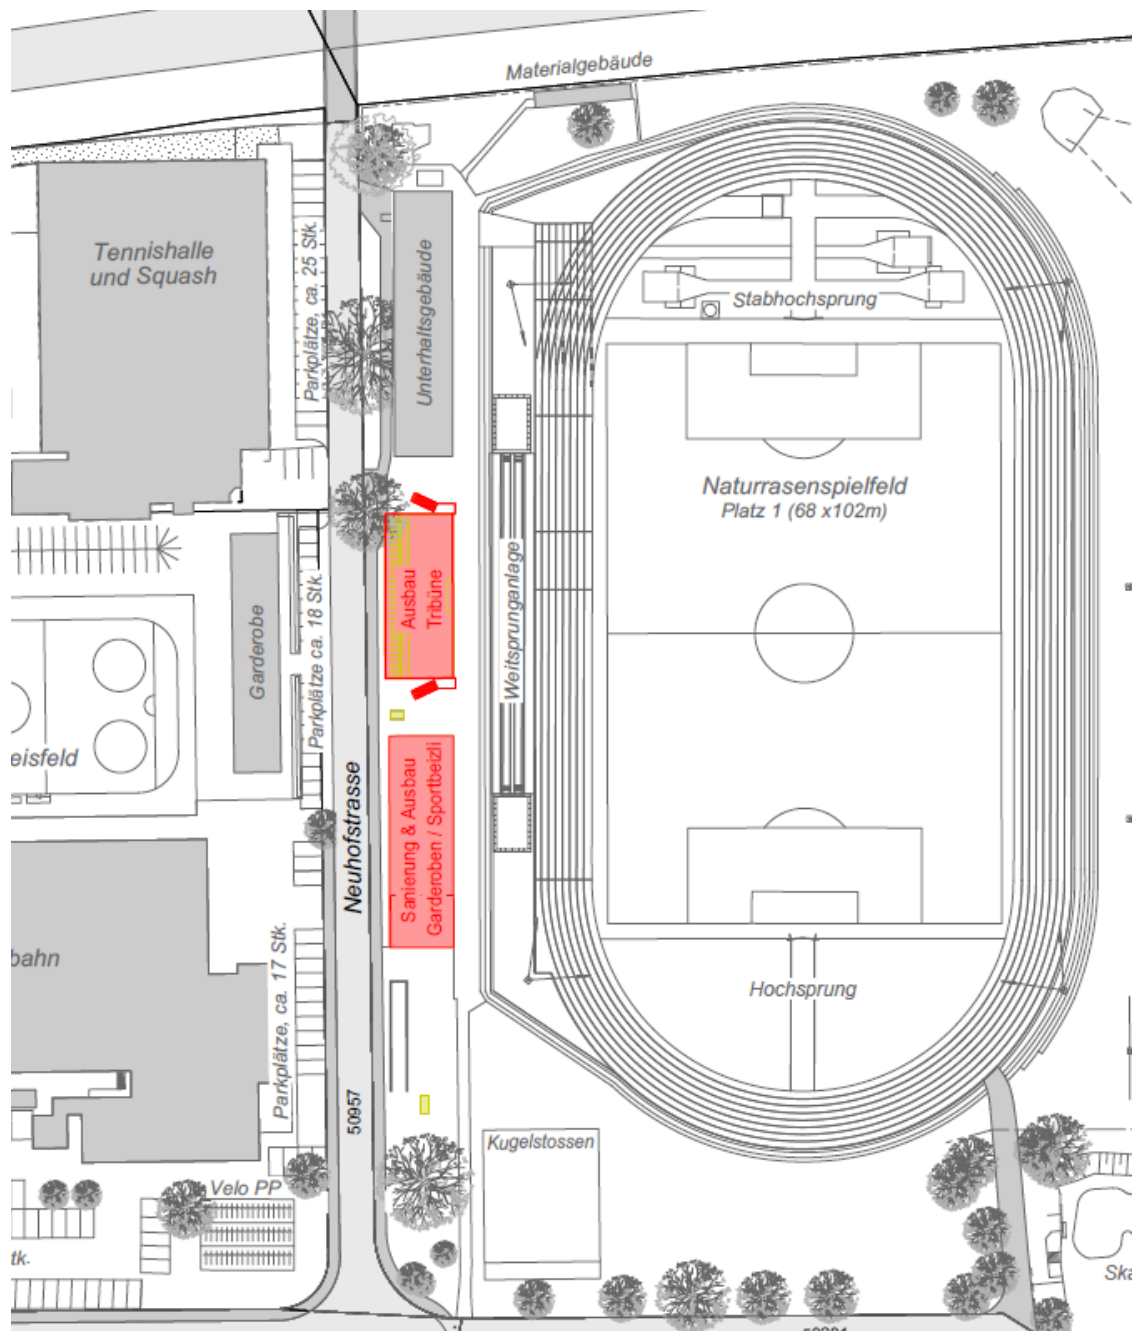 Materialgebäude
Tennishalle
und Squash
Parkplätze, ca. 25 Stk.
Unterhaltsgebäude
Stabhochsprung
Naturrasenspielfeld
Platz 1 (68 x102m)
Weitsprunganlage
Ausbau
Tribüne
Garderobe
Parkplätze ca. 18 Stk.
eisfeld
Neuhofstrasse
Sanierung & Ausbau
Garderoben / Sportbeizli
bahn
Parkplätze, ca. 17 Stk.
Hochsprung
50957
Kugelstossen
Velo PP
tk.
Ska